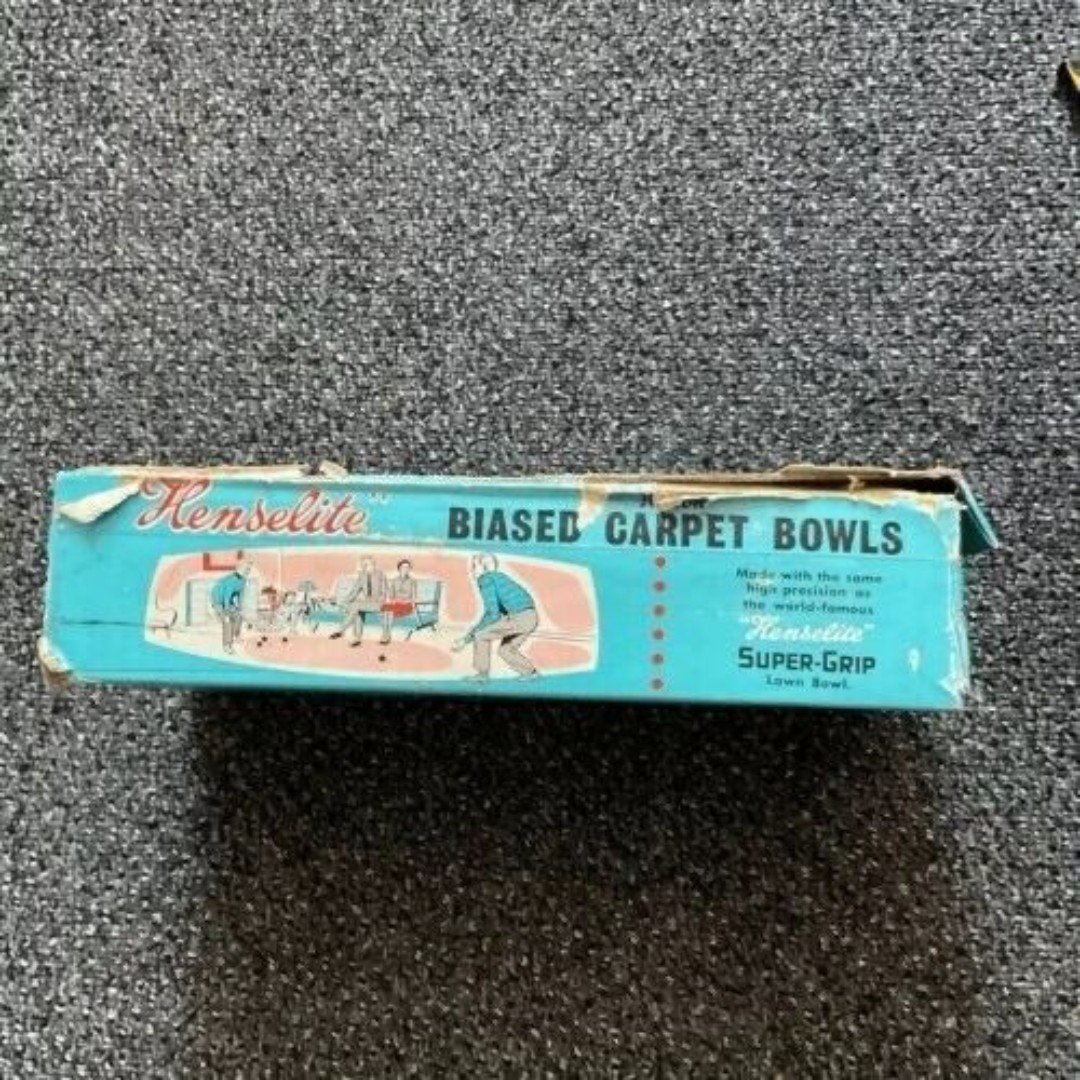 "Henselite"
BIASED CARPET BOWLS
Made with the same
high precision as
the world-famous
"Henselite"
SUPER-GRIP
Lawn Bowl.